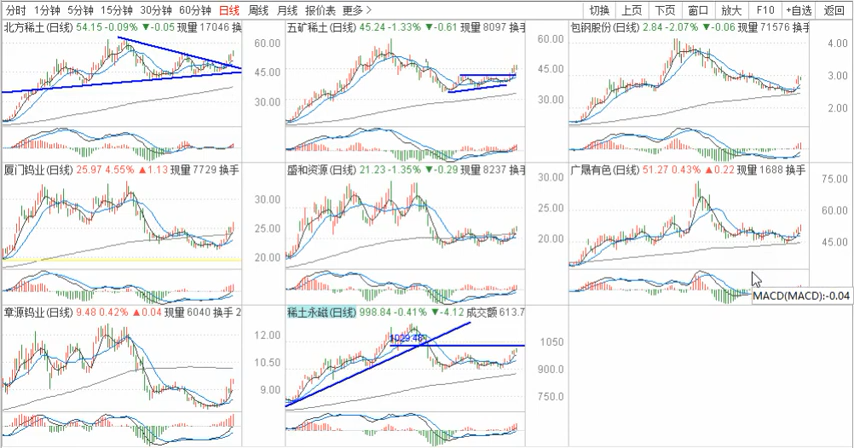 分时 1分钟 5分钟 15分钟 30分钟 60分钟 日线 周线 月线 报价表 更多> 切换 上页 下页 窗口 放大 F10 +自选 返回
北方稀土(日线) 54.15 -0.09% ▼-0.05 现量 17046 换手
60.00
45.00
30.00
五矿稀土(日线) 45.24 -1.33% ▼-0.61 现量 8097 换手
60.00
45.00
30.00
包钢股份(日线) 2.84 -2.07% ▼-0.06 现量 71576 换手
4.00
3.00
2.00
厦门钨业(日线) 25.97 4.55% ▲1.13 现量 7729 换手
30.00
25.00
20.00
盛和资源(日线) 21.23 -1.35% ▼-0.29 现量 8237 换手
30.00
25.00
20.00
广晟有色(日线) 51.27 0.43% ▲0.22 现量 1688 换手
75.00
60.00
45.00
MACD(MACD):-0.04
章源钨业(日线) 9.48 0.42% ▲0.04 现量 6040 换手 2
12.00
10.50
9.00
稀土永磁(日线) 998.84 -0.41% ▼-4.12 成交额 613.7
1029.48
1050
900.0
750.0